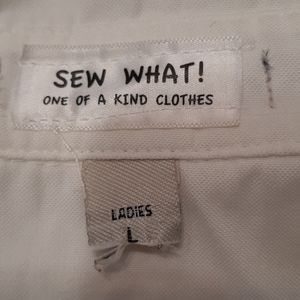 SEW WHAT!
ONE OF A KIND CLOTHES
LADIES
L